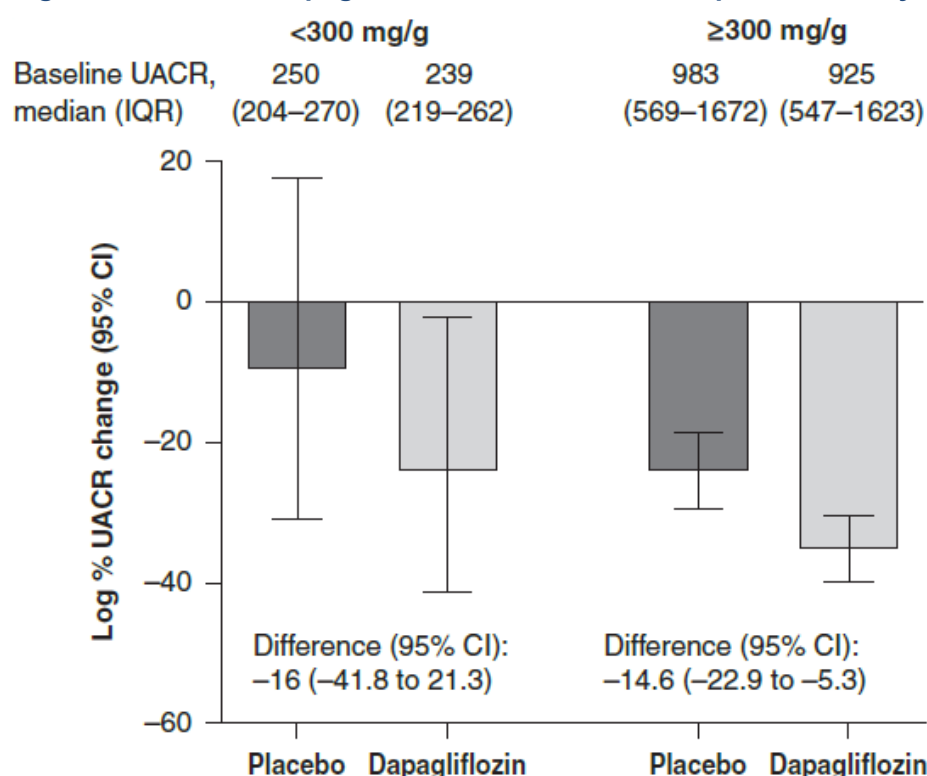 <300 mg/g ≥300 mg/g
Baseline UACR, 250 239 983 925
median (IQR) (204–270) (219–262) (569–1672) (547–1623)
20
0
–20
–40
–60
Log % UACR change (95% CI)
Difference (95% CI): Difference (95% CI):
–16 (–41.8 to 21.3) –14.6 (–22.9 to –5.3)
Placebo Dapagliflozin Placebo Dapagliflozin